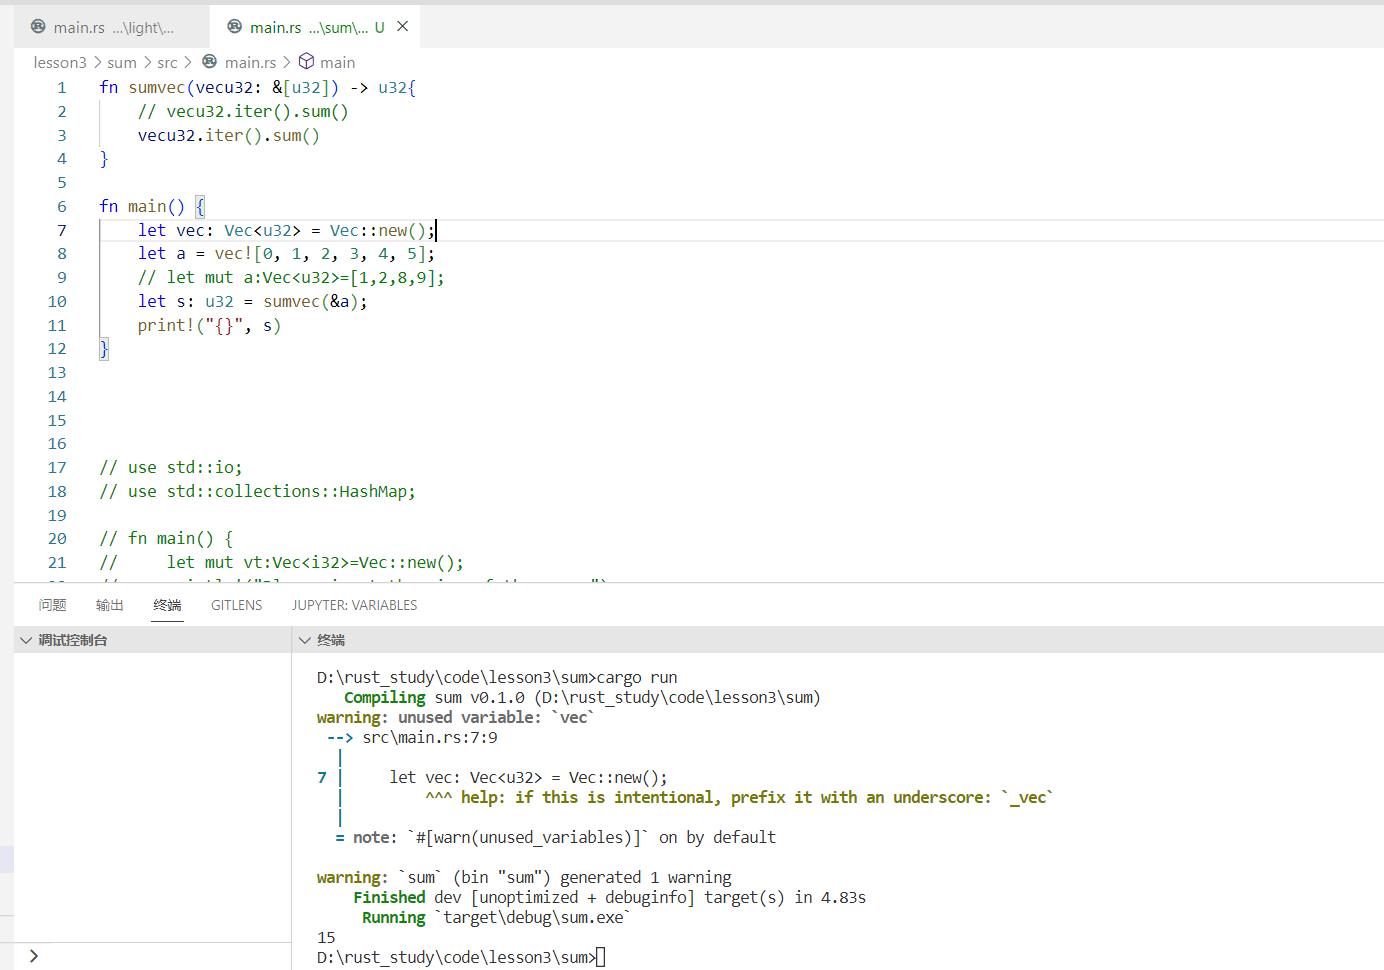 main.rs ...\light\...
main.rs ...\sum\... U
lesson3 > sum > src > main.rs > main
1 fn sumvec(vecu32: &[u32]) -> u32{
2     // vecu32.iter().sum()
3     vecu32.iter().sum()
4 }
5
6 fn main() {
7     let vec: Vec<u32> = Vec::new();
8     let a = vec![0, 1, 2, 3, 4, 5];
9     // let mut a:Vec<u32>=[1,2,8,9];
10     let s: u32 = sumvec(&a);
11     print!("{}", s)
12 }
13
14
15
16
17 // use std::io;
18 // use std::collections::HashMap;
19
20 // fn main() {
21 //     let mut vt:Vec<i32>=Vec::new();
问题 输出 终端 GITLENS JUPYTER: VARIABLES
调试控制台
终端
D:\rust_study\code\lesson3\sum>cargo run
   Compiling sum v0.1.0 (D:\rust_study\code\lesson3\sum)
warning: unused variable: `vec`
 --> src\main.rs:7:9
  |
7 |     let vec: Vec<u32> = Vec::new();
  |         ^^^ help: if this is intentional, prefix it with an underscore: `_vec`
  |
  = note: `#[warn(unused_variables)]` on by default
warning: `sum` (bin "sum") generated 1 warning
    Finished dev [unoptimized + debuginfo] target(s) in 4.83s
     Running `target\debug\sum.exe`
15
D:\rust_study\code\lesson3\sum>